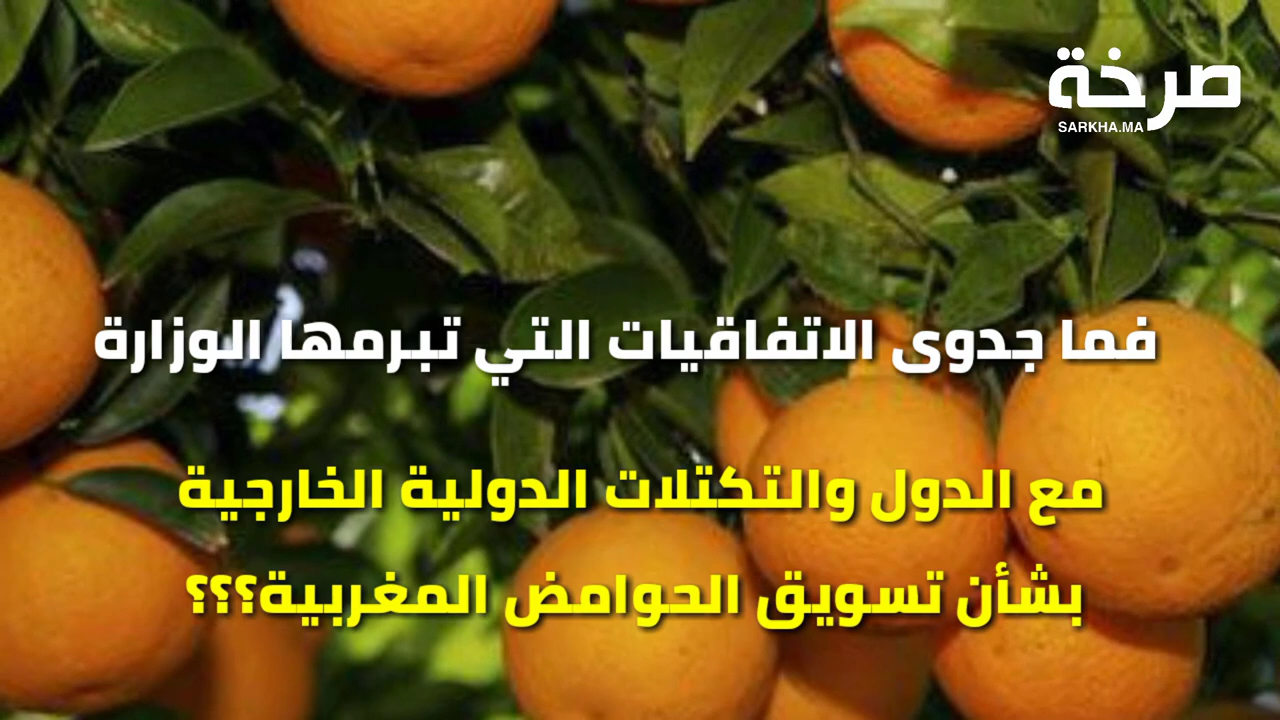 صرخة
SARKHA.MA
فما جدوى الاتفاقيات التي تبرمها الوزارة
مع الدول والتكتلات الدولية الخارجية
بشأن تسويق الحوامض المغربية؟؟؟